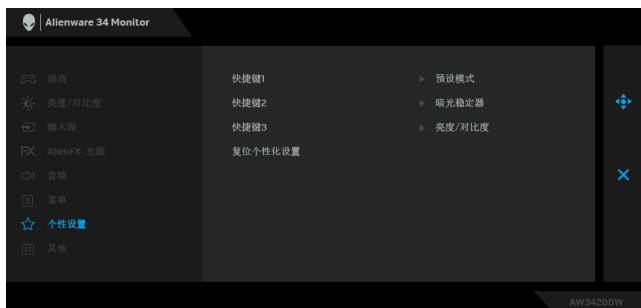 Alienware 34 Monitor
游戏
亮度/对比度
输入源
FX AlienFX 光源
音频
菜单
个性设置
其他
快捷键1 预设模式
快捷键2 暗光稳定器
快捷键3 亮度/对比度
复位个性化设置
AW3420DW